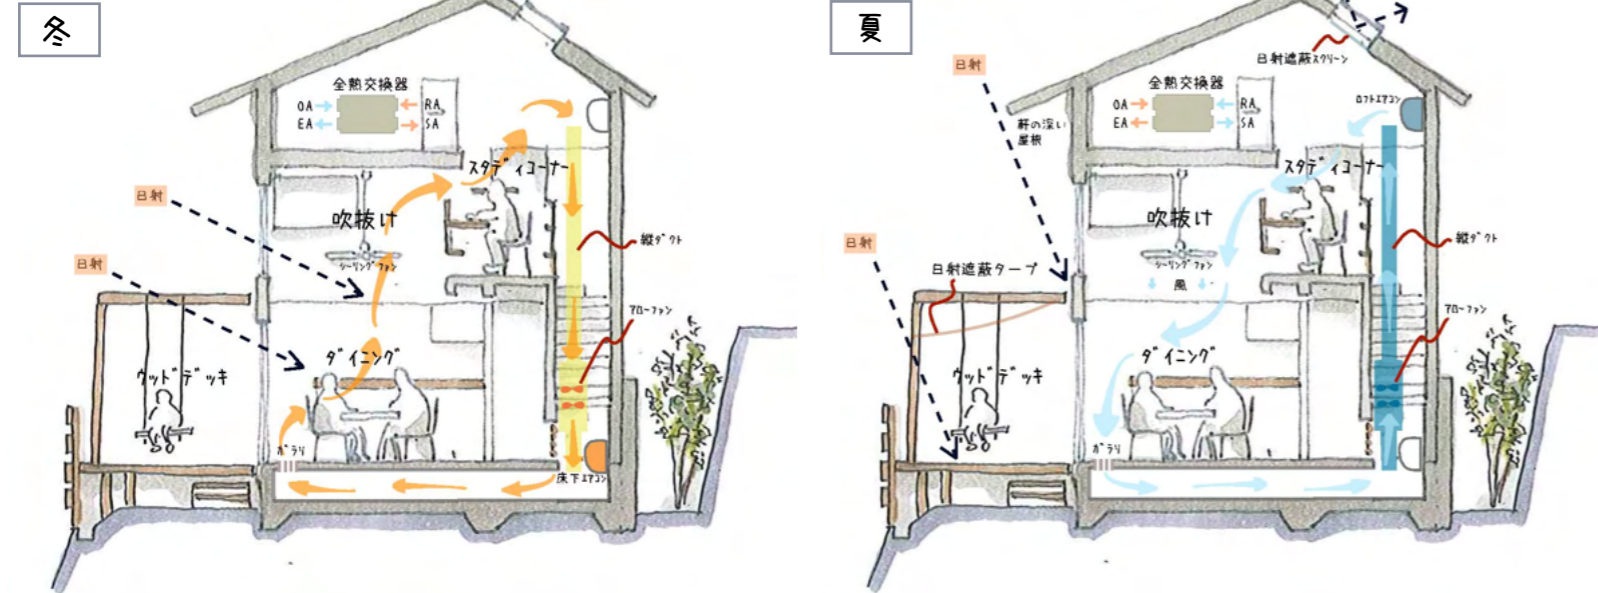 冬
全熱交換器
OA
RA
EA
SA
スタディコーナー
日射
吹抜け
縦ダクト
シーリングファン
日射
アローファン
ダイニング
ウッドデッキ
ガラリ
床下エアコン
夏
日射遮蔽スクリーン
日射
全熱交換器
ロフトエアコン
OA
RA
EA
SA
軒の深い
屋根
スタディコーナー
吹抜け
縦ダクト
日射
日射遮蔽タープ
シーリングファン
風
アローファン
ダイニング
ウッドデッキ
ガラリ